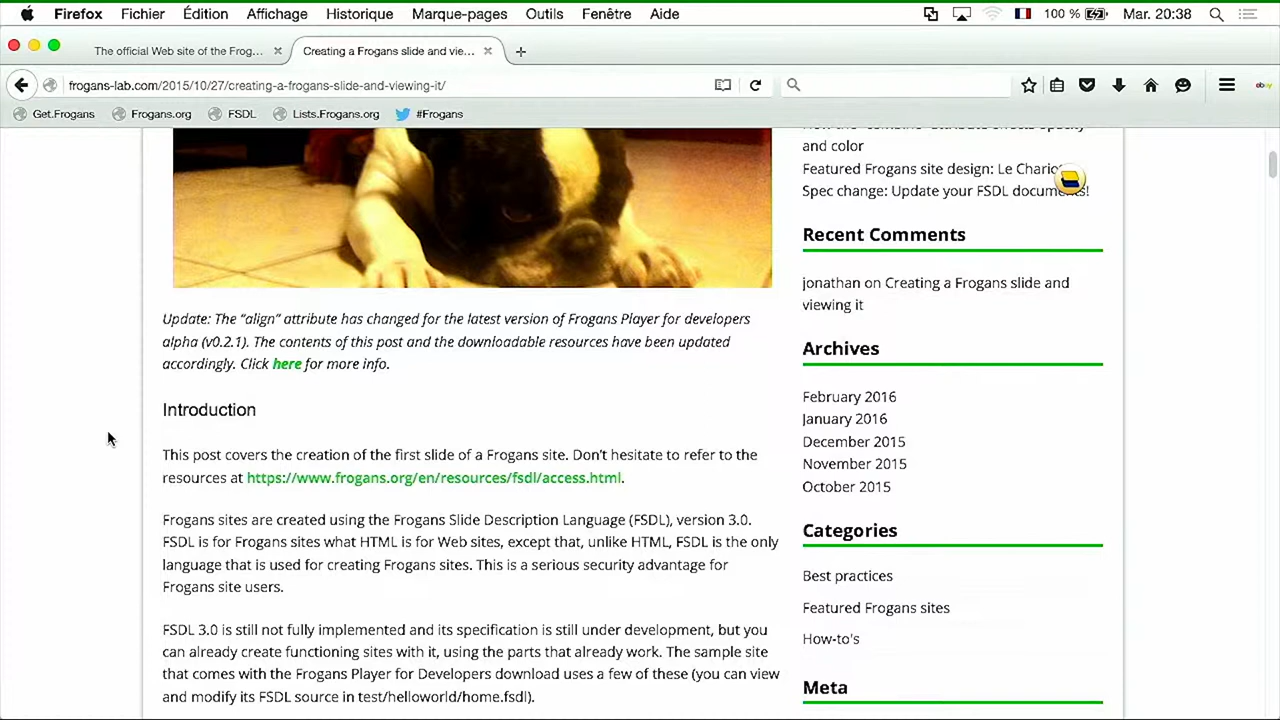 Firefox Fichier Édition Affichage Historique Marque-pages Outils Fenêtre Aide 100 % Mar. 20:38
The official Web site of the Frog... Creating a Frogans slide and vie...
frogans-lab.com/2015/10/27/creating-a-frogans-slide-and-viewing-it/
ebay
Get.Frogans Frogans.org FSDL Lists.Frogans.org #Frogans
and color
Featured Frogans site design: Le Chariot
Spec change: Update your FSDL documents!
Recent Comments
jonathan on Creating a Frogans slide and
viewing it
Archives
February 2016
January 2016
December 2015
November 2015
October 2015
Categories
Best practices
Featured Frogans sites
How-to's
Meta
Update: The “align” attribute has changed for the latest version of Frogans Player for developers
alpha (v0.2.1). The contents of this post and the downloadable resources have been updated
accordingly. Click here for more info.
Introduction
This post covers the creation of the first slide of a Frogans site. Don’t hesitate to refer to the
resources at https://www.frogans.org/en/resources/fsdl/access.html.
Frogans sites are created using the Frogans Slide Description Language (FSDL), version 3.0.
FSDL is for Frogans sites what HTML is for Web sites, except that, unlike HTML, FSDL is the only
language that is used for creating Frogans sites. This is a serious security advantage for
Frogans site users.
FSDL 3.0 is still not fully implemented and its specification is still under development, but you
can already create functioning sites with it, using the parts that already work. The sample site
that comes with the Frogans Player for Developers download uses a few of these (you can view
and modify its FSDL source in test/helloworld/home.fsdl).